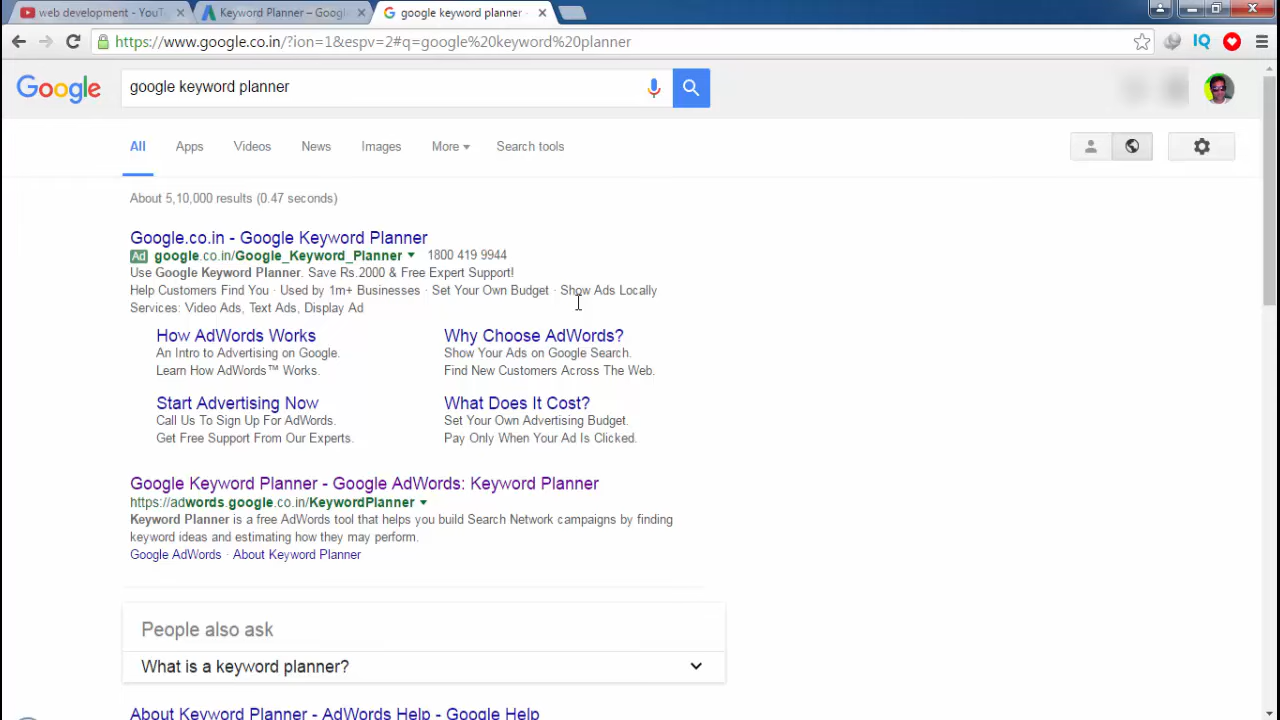 web development - YouT
Keyword Planner – Googl
google keyword planner -
https://www.google.co.in/?ion=1&espv=2#q=google%20keyword%20planner
IQ
Google
google keyword planner
All
Apps
Videos
News
Images
More
Search tools
About 5,10,000 results (0.47 seconds)
Google.co.in - Google Keyword Planner
Ad google.co.in/Google_Keyword_Planner 1800 419 9944
Use Google Keyword Planner. Save Rs.2000 & Free Expert Support!
Help Customers Find You · Used by 1m+ Businesses · Set Your Own Budget · Show Ads Locally
Services: Video Ads, Text Ads, Display Ad
How AdWords Works
An Intro to Advertising on Google.
Learn How AdWords™ Works.
Why Choose AdWords?
Show Your Ads on Google Search.
Find New Customers Across The Web.
Start Advertising Now
Call Us To Sign Up For AdWords.
Get Free Support From Our Experts.
What Does It Cost?
Set Your Own Advertising Budget.
Pay Only When Your Ad Is Clicked.
Google Keyword Planner - Google AdWords: Keyword Planner
https://adwords.google.co.in/KeywordPlanner
Keyword Planner is a free AdWords tool that helps you build Search Network campaigns by finding
keyword ideas and estimating how they may perform.
Google AdWords · About Keyword Planner
People also ask
What is a keyword planner?
About Keyword Planner - AdWords Help - Google Help